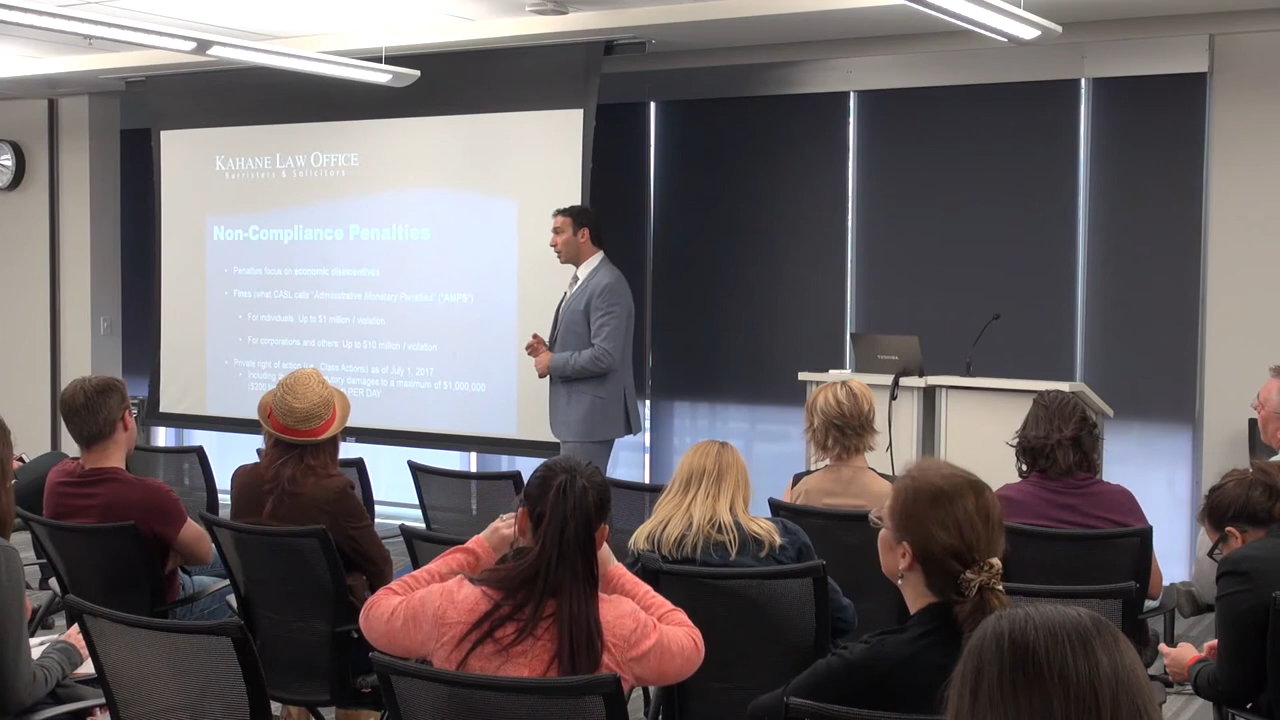 KAHANE LAW OFFICE
Barristers & Solicitors
Non-Compliance Penalties
• Penalties focus on economic disincentives
• Fines (what CASL calls "Administrative Monetary Penalties" ("AMPS")
• For individuals: Up to $1 million / violation
• For corporations and others: Up to $10 million / violation
• Private right of action (i.e. Class Actions) as of July 1, 2017
• Including damages to a maximum of $1,000,000
($200 PER DAY
TOSHIBA